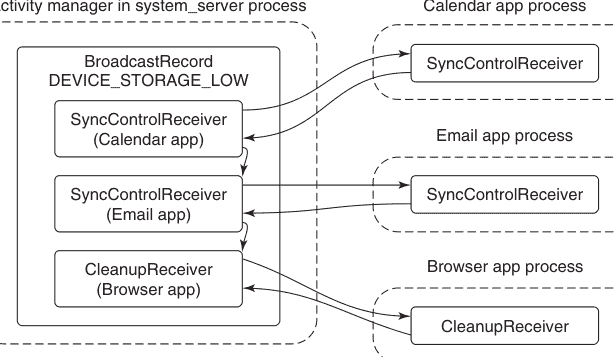 activity manager in system_server process
BroadcastRecord
DEVICE_STORAGE_LOW
SyncControlReceiver
(Calendar app)
SyncControlReceiver
(Email app)
CleanupReceiver
(Browser app)
Calendar app process
SyncControlReceiver
Email app process
SyncControlReceiver
Browser app process
CleanupReceiver